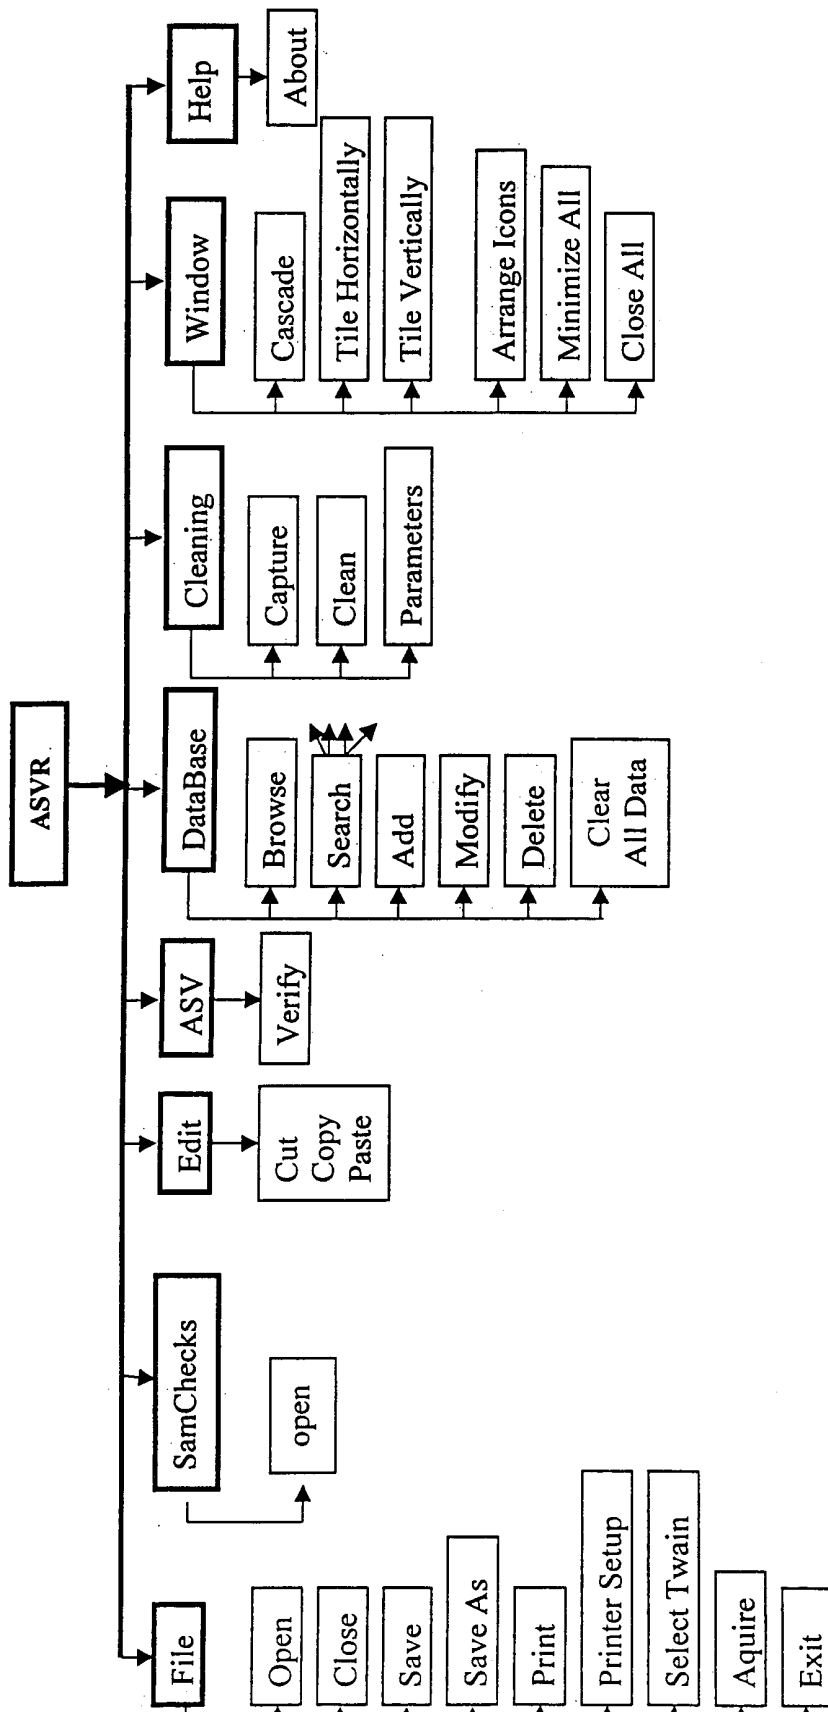 ASVR
File
Open
Close
Save
Save As
Print
Printer Setup
Select Twain
Aquire
Exit
SamChecks
open
Edit
Cut
Copy
Paste
ASV
Verify
DataBase
Browse
Search
Add
Modify
Delete
Clear
All Data
Cleaning
Capture
Clean
Parameters
Window
Cascade
Tile Horizontally
Tile Vertically
Arrange Icons
Minimize All
Close All
Help
About